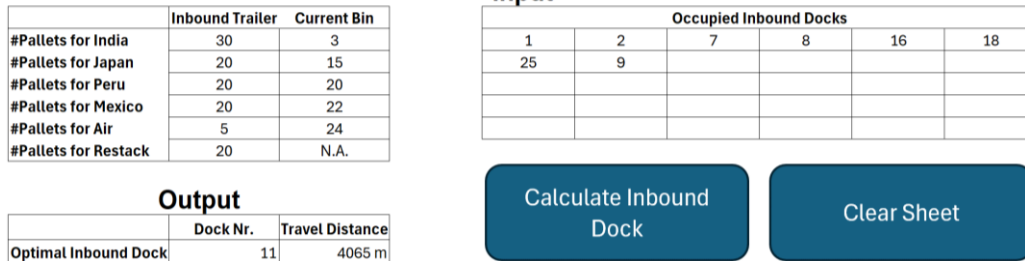 Inbound Trailer Current Bin
#Pallets for India 30 3
#Pallets for Japan 20 15
#Pallets for Peru 20 20
#Pallets for Mexico 20 22
#Pallets for Air 5 24
#Pallets for Restack 20 N.A.
Occupied Inbound Docks
1 2 7 8 16 18
25 9
Calculate Inbound
Dock
Clear Sheet
Output
Dock Nr. Travel Distance
Optimal Inbound Dock 11 4065 m